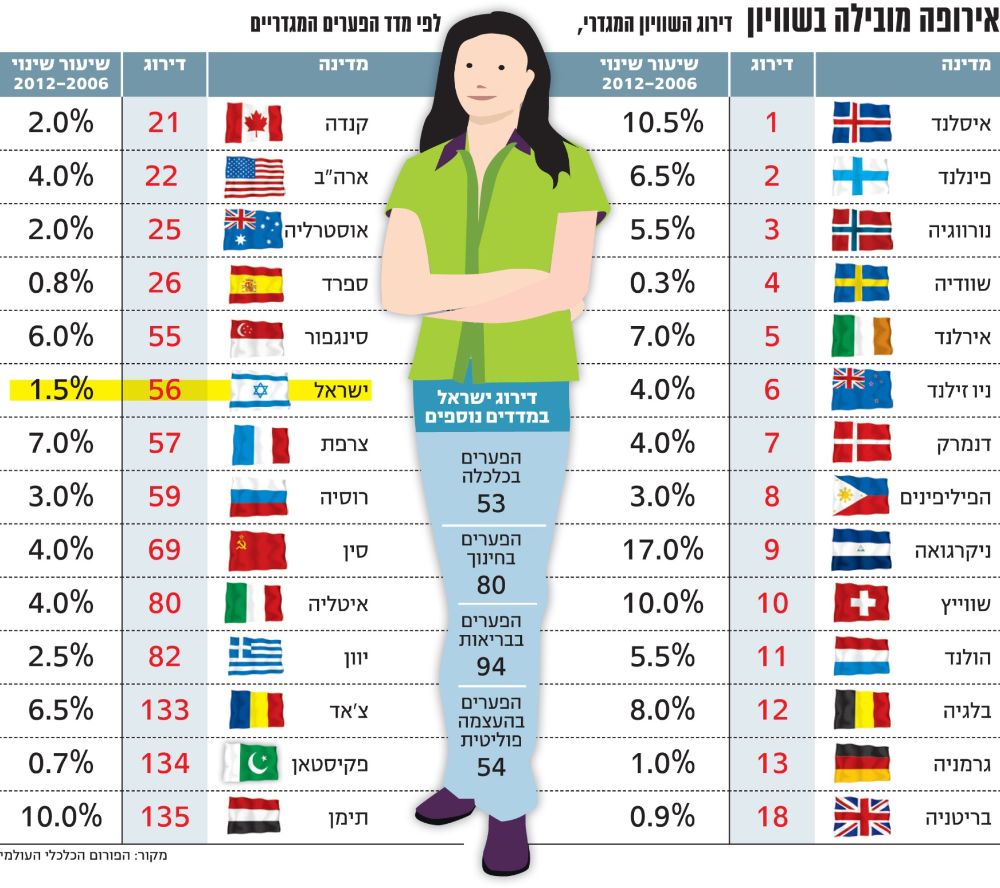 אירופה מובילה בשוויון דירוג השוויון המגדרי, לפי מדד הפערים המגדריים
מדינה דירוג שיעור שינוי
2012–2006
איסלנד 1 10.5%
פינלנד 2 6.5%
נורווגיה 3 5.5%
שוודיה 4 0.3%
אירלנד 5 7.0%
ניו זילנד 6 4.0%
דנמרק 7 4.0%
הפיליפינים 8 3.0%
ניקרגואה 9 17.0%
שווייץ 10 10.0%
הולנד 11 5.5%
בלגיה 12 8.0%
גרמניה 13 1.0%
בריטניה 18 0.9%
דירוג ישראל
במדדים נוספים
הפערים
בכלכלה
53
הפערים
בחינוך
80
הפערים
בבריאות
94
הפערים
בהעצמה
פוליטית
54
מדינה דירוג שיעור שינוי
2012–2006
קנדה 21 2.0%
ארה"ב 22 4.0%
אוסטרליה 25 2.0%
ספרד 26 0.8%
סינגפור 55 6.0%
ישראל 56 1.5%
צרפת 57 7.0%
רוסיה 59 3.0%
סין 69 4.0%
איטליה 80 4.0%
יוון 82 2.5%
צ'אד 133 6.5%
פקיסטאן 134 0.7%
תימן 135 10.0%
מקור: הפורום הכלכלי העולמי